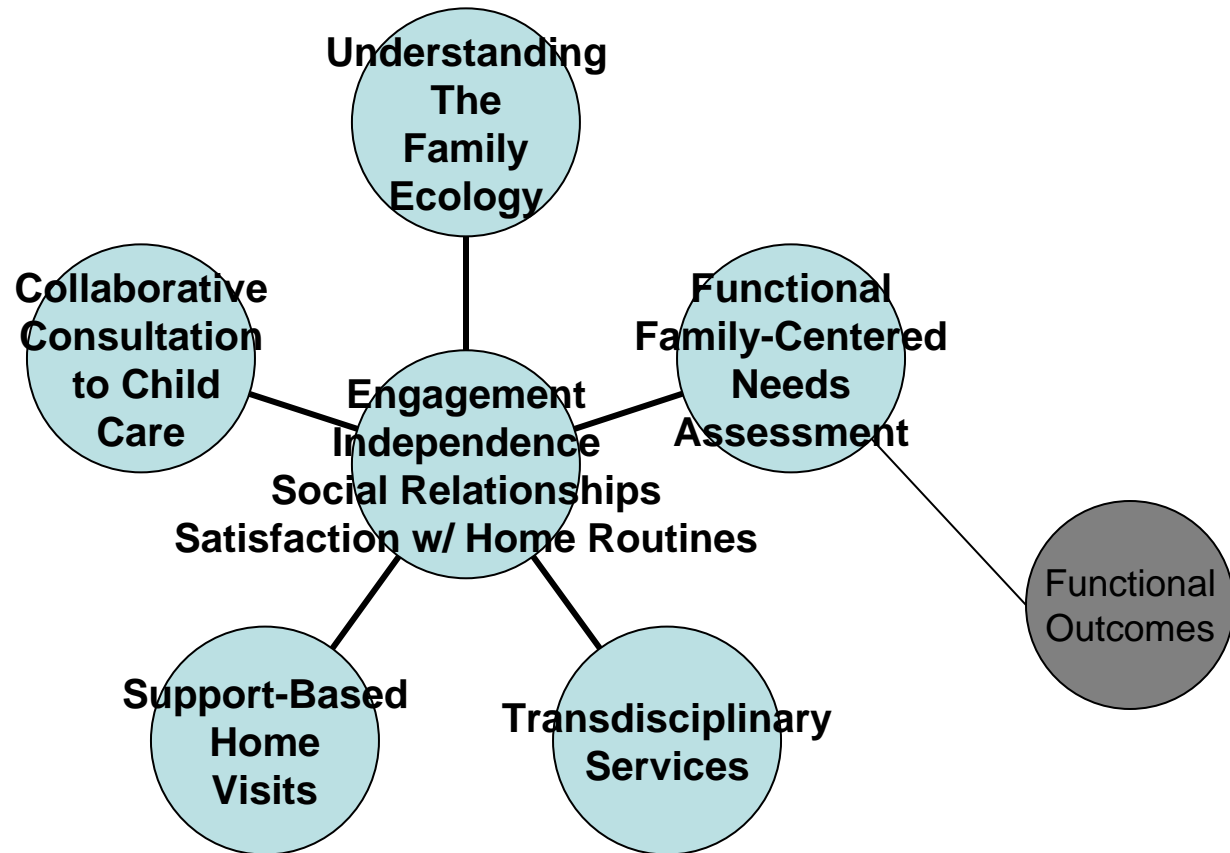 Understanding
The
Family
Ecology
Collaborative
Consultation
to Child
Care
Functional
Family-Centered
Needs
Assessment
Engagement
Independence
Social Relationships
Satisfaction w/ Home Routines
Functional
Outcomes
Support-Based
Home
Visits
Transdisciplinary
Services